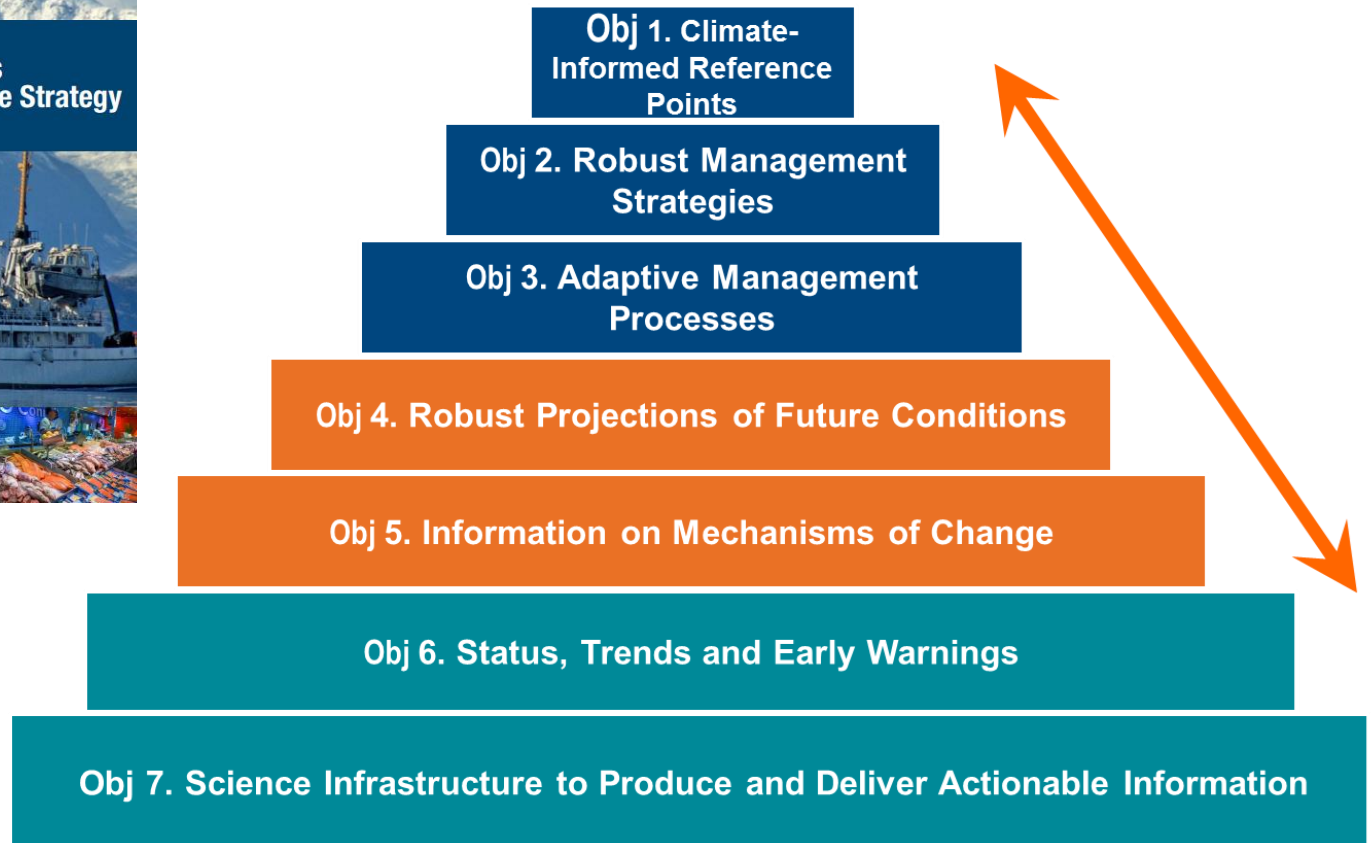 e Strategy
Obj 1. Climate-
Informed Reference
Points
Obj 2. Robust Management
Strategies
Obj 3. Adaptive Management
Processes
Obj 4. Robust Projections of Future Conditions
Obj 5. Information on Mechanisms of Change
Obj 6. Status, Trends and Early Warnings
Obj 7. Science Infrastructure to Produce and Deliver Actionable Information